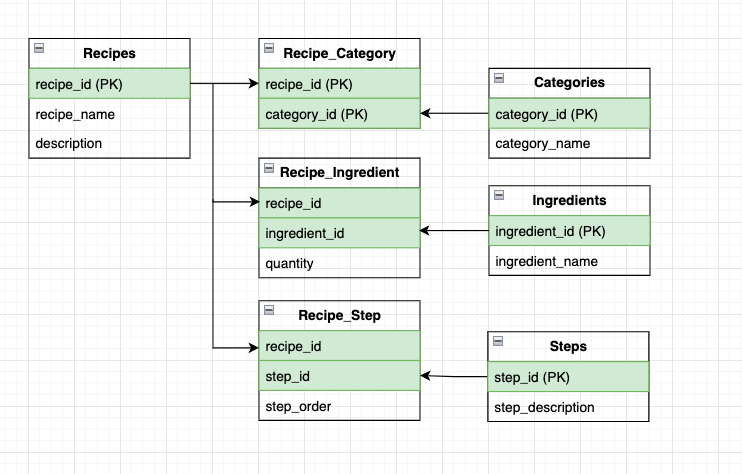 Recipes
recipe_id (PK)
recipe_name
description
Recipe_Category
recipe_id (PK)
category_id (PK)
Categories
category_id (PK)
category_name
Recipe_Ingredient
recipe_id
ingredient_id
quantity
Ingredients
ingredient_id (PK)
ingredient_name
Recipe_Step
recipe_id
step_id
step_order
Steps
step_id (PK)
step_description